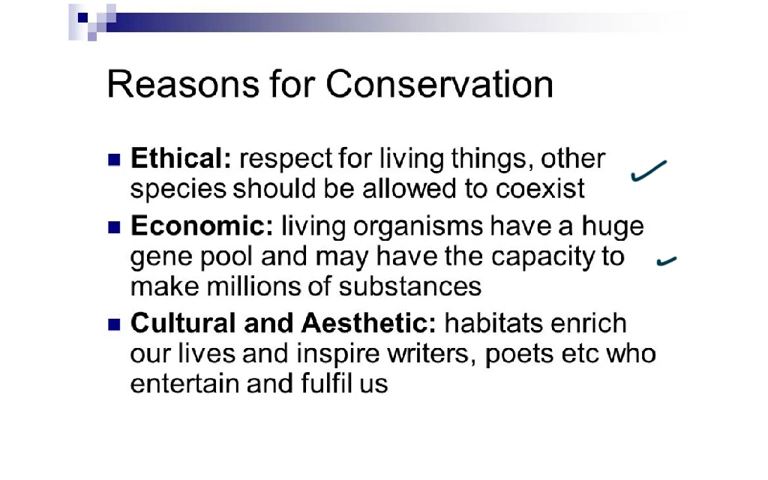 Reasons for Conservation
Ethical: respect for living things, other
species should be allowed to coexist
Economic: living organisms have a huge
gene pool and may have the capacity to
make millions of substances
Cultural and Aesthetic: habitats enrich
our lives and inspire writers, poets etc who
entertain and fulfil us